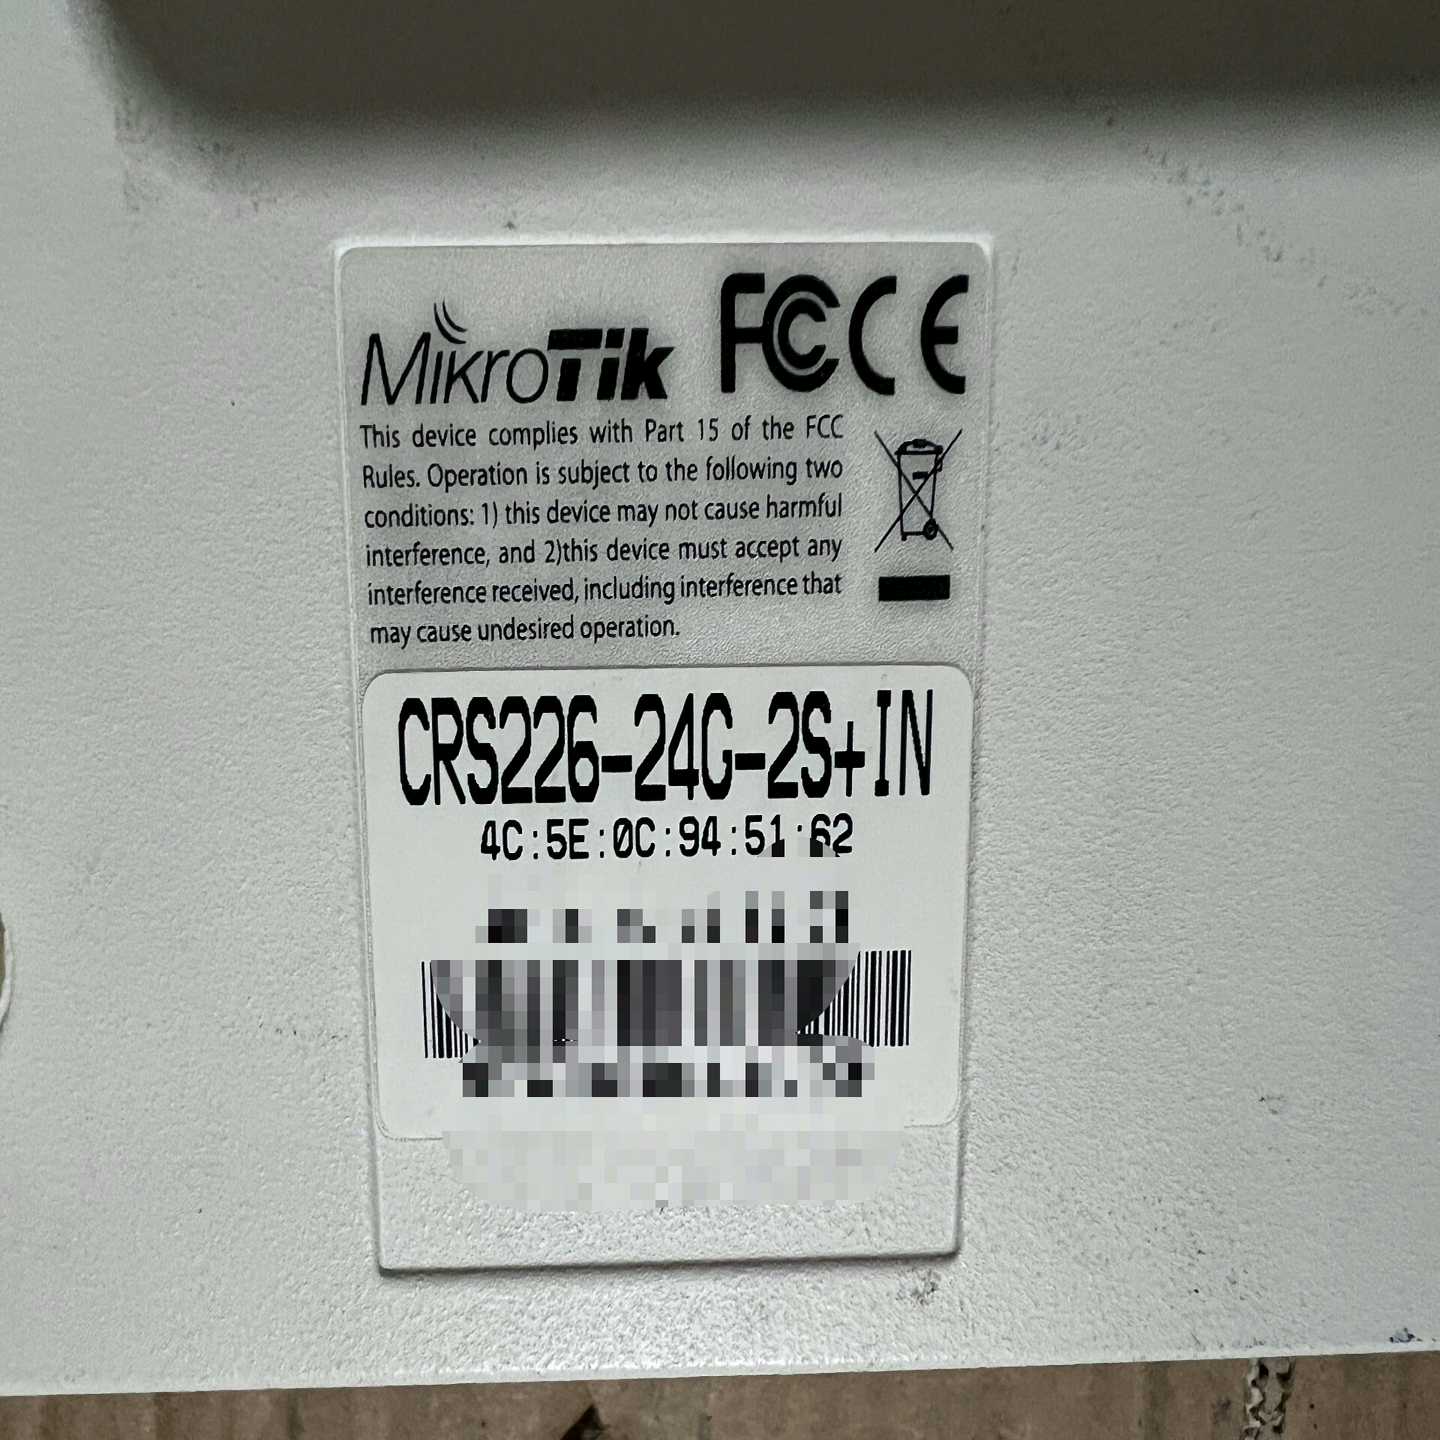 MikroTik FCC CE
This device complies with Part 15 of the FCC
Rules. Operation is subject to the following two
conditions: 1) this device may not cause harmful
interference, and 2)this device must accept any
interference received, including interference that
may cause undesired operation.
CRS226-24G-2S+IN
4C:5E:0C:94:51:62